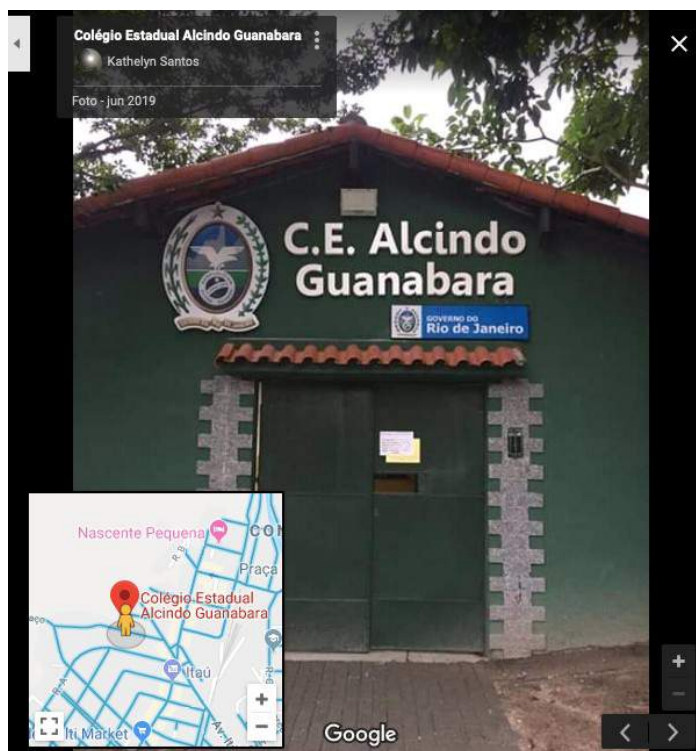 Colégio Estadual Alcindo Guanabara
Kathelyn Santos
Foto - jun 2019
C.E. Alcindo
Guanabara
GOVERNO DO
Rio de Janeiro
Nascente Pequena
Praça
Colégio Estadual
Alcindo Guanabara
Itaú
lti Market
Google